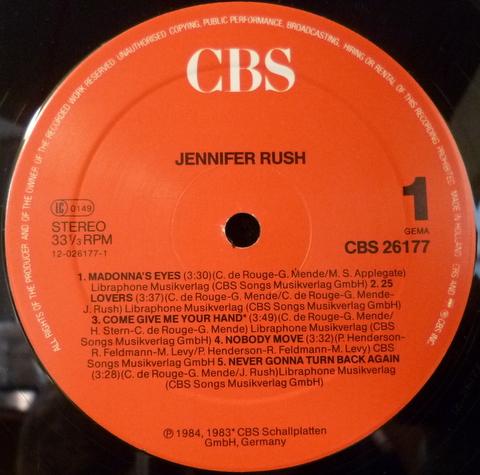 ALL RIGHTS OF THE PRODUCER AND OF THE OWNER OF THE RECORDED WORK RESERVED UNAUTHORISED COPYING, PUBLIC PERFORMANCE, BROADCASTING, HIRING OR RENTAL OF THIS RECORDING PROHIBITED MADE IN HOLLAND CBS AND ARE ® CBS INC
CBS
JENNIFER RUSH
LC 0149
STEREO
33⅓ RPM
12-026177-1
1
GEMA
CBS 26177
1. MADONNA'S EYES (3:30)(C. de Rouge-G. Mende/M. S. Applegate)
Libraphone Musikverlag (CBS Songs Musikverlag GmbH) 2. 25
LOVERS (3:37)(C. de Rouge-G. Mende/C. de Rouge-G. Mende-
J. Rush) Libraphone Musikverlag (CBS Songs Musikverlag GmbH)
3. COME GIVE ME YOUR HAND* (3:49)(C. de Rouge-G. Mende/
H. Stern-C. de Rouge-G. Mende) Libraphone Musikverlag (CBS
Songs Musikverlag GmbH) 4. NOBODY MOVE (3:32)(P. Henderson-
R. Feldmann-M. Levy/P. Henderson-R. Feldman-M. Levy) CBS
Songs Musikverlag GmbH 5. NEVER GONNA TURN BACK AGAIN
(3:28)(C. de Rouge-G. Mende/J. Rush)Libraphone Musikverlag
(CBS Songs Musikverlag GmbH)
℗ 1984, 1983* CBS Schallplatten
GmbH, Germany